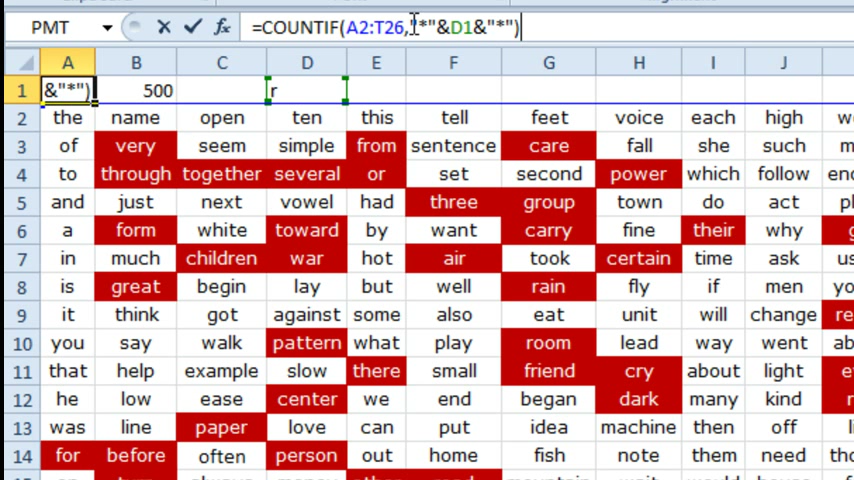 PMT fx =COUNTIF(A2:T26,"*"&D1&"*")
A B C D E F G H I J
1 &"*") 500 r
2 the name open ten this tell feet voice each high
3 of very seem simple from sentence care fall she such
4 to through together several or set second power which follow
5 and just next vowel had three group town do act
6 a form white toward by want carry fine their why
7 in much children war hot air took certain time ask
8 is great begin lay but well rain fly if men
9 it think got against some also eat unit will change
10 you say walk pattern what play room lead way went
11 that help example slow there small friend cry about light
12 he low ease center we end began dark many kind
13 was line paper love can put idea machine then off
14 for before often person out home fish note them need